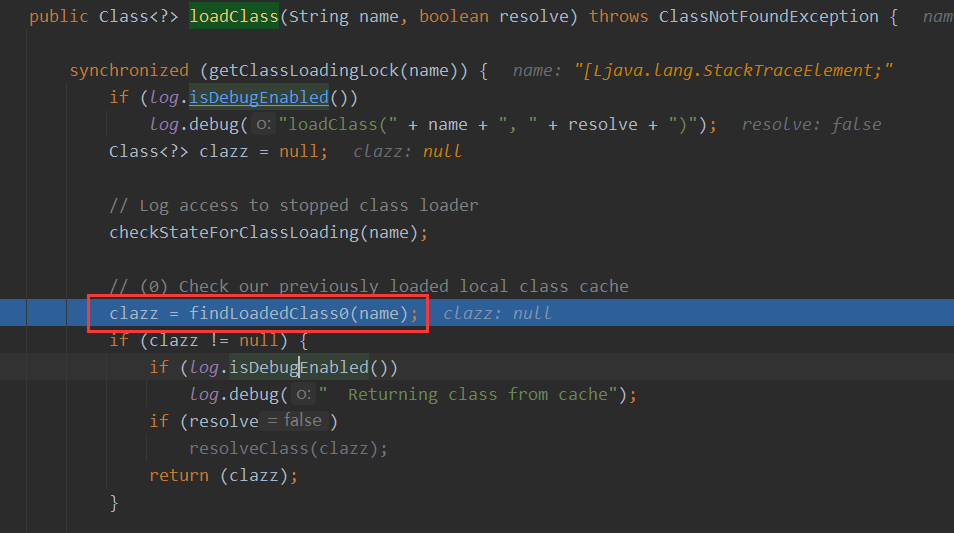 public Class<?> loadClass(String name, boolean resolve) throws ClassNotFoundException { nam
synchronized (getClassLoadingLock(name)) { name: "[Ljava.lang.StackTraceElement;"
if (log.isDebugEnabled())
log.debug( o: "loadClass(" + name + ", " + resolve + ")"); resolve: false
Class<?> clazz = null; clazz: null
// Log access to stopped class loader
checkStateForClassLoading(name);
// (0) Check our previously loaded local class cache
clazz = findLoadedClass0(name); clazz: null
if (clazz != null) {
if (log.isDebugEnabled())
log.debug( o: "  Returning class from cache");
if (resolve = false )
resolveClass(clazz);
return (clazz);
}